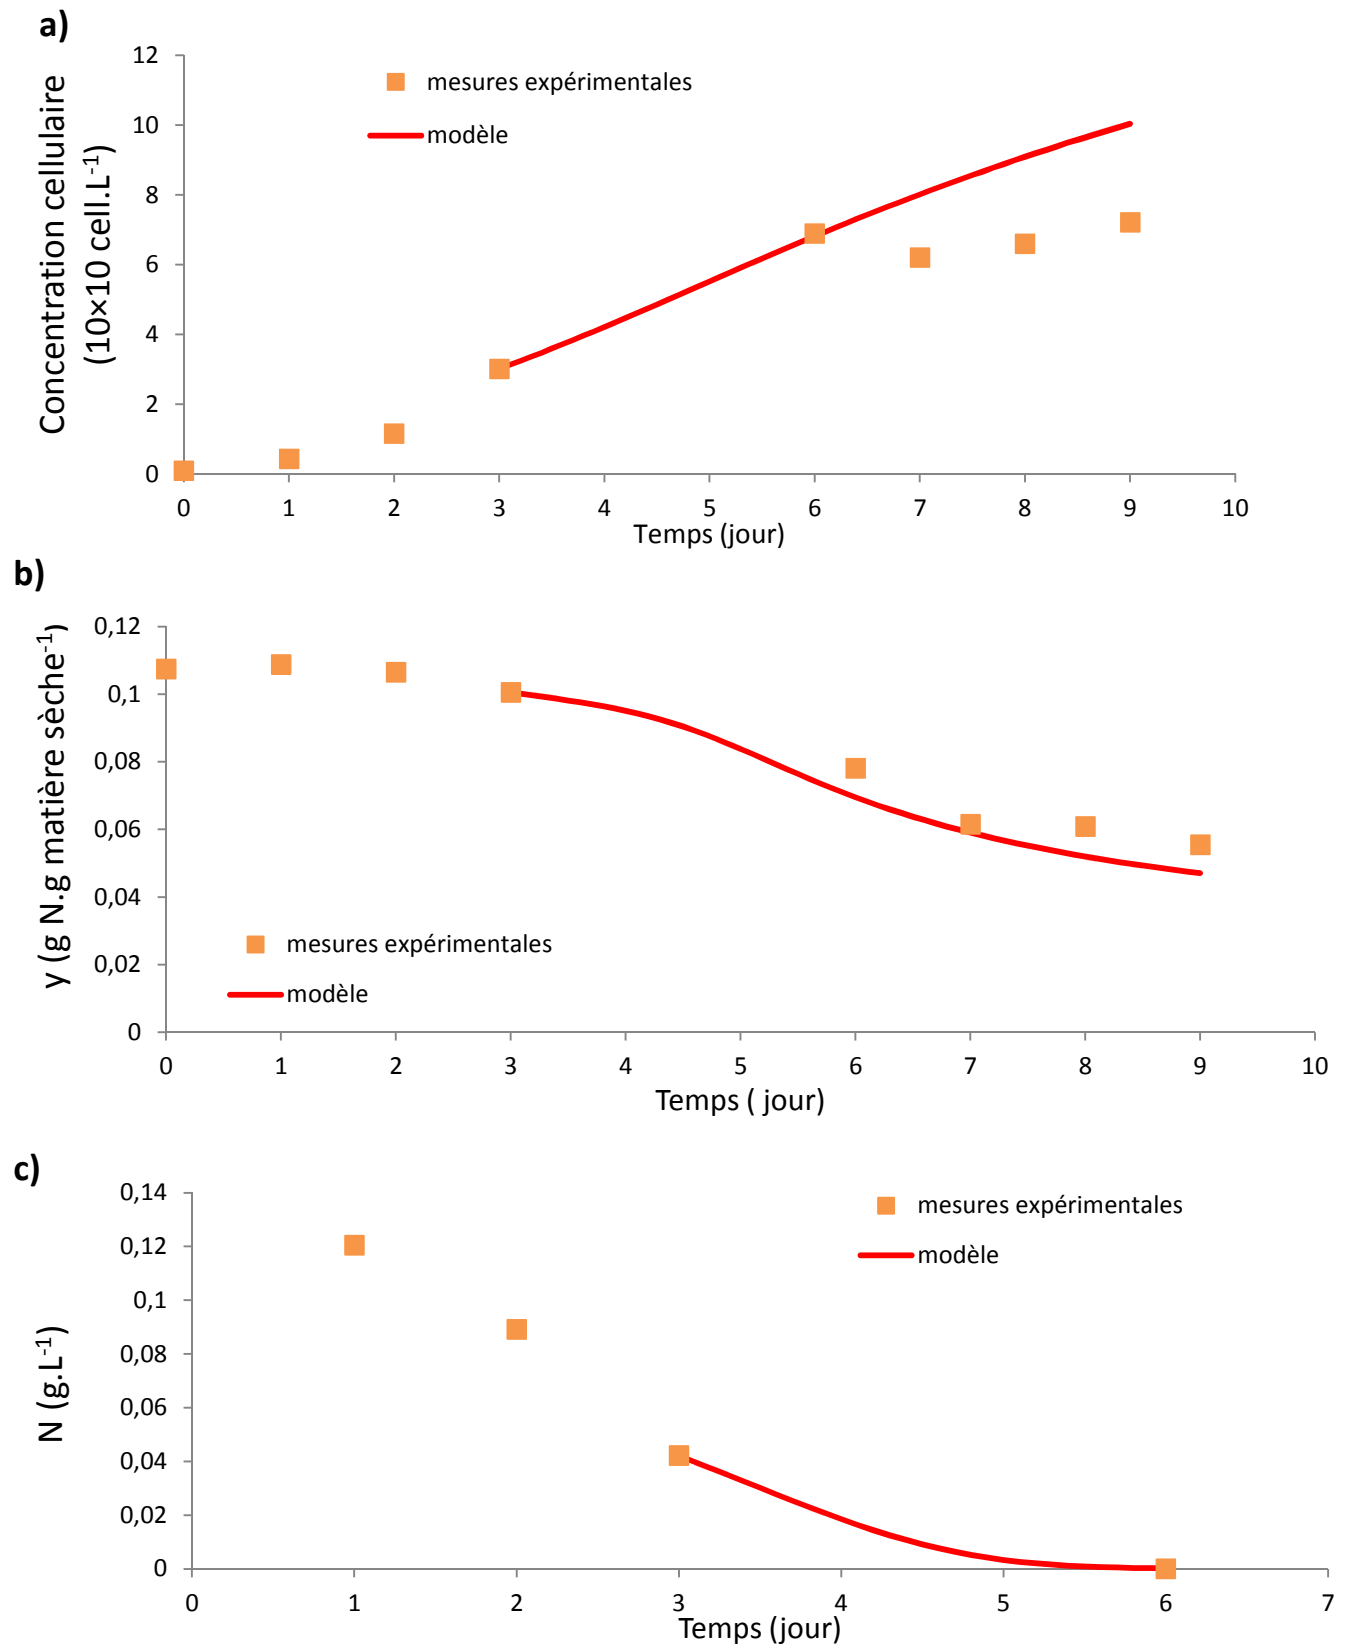 a)
Concentration cellulaire
(10×10 cell.L⁻¹)
12
10
8
6
4
2
0
mesures expérimentales
modèle
0 1 2 3 4 5 6 7 8 9 10
Temps (jour)
b)
y (g N.g matière sèche⁻¹)
0,12
0,1
0,08
0,06
0,04
0,02
0
mesures expérimentales
modèle
0 1 2 3 4 5 6 7 8 9 10
Temps ( jour)
c)
N (g.L⁻¹)
0,14
0,12
0,1
0,08
0,06
0,04
0,02
0
mesures expérimentales
modèle
0 1 2 3 4 5 6 7
Temps (jour)